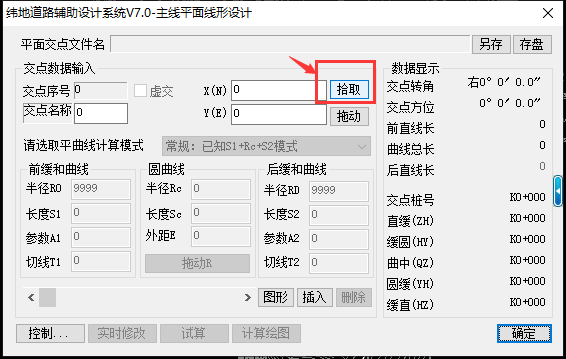 纬地道路辅助设计系统V7.0-主线平面线形设计
平面交点文件名 另存 存盘
交点数据输入
交点序号 0 虚交 X(N) 0 拾取
交点名称 0 Y(E) 0 拖动
请选取平曲线计算模式 常规：已知S1+Rc+S2模式
前缓和曲线 圆曲线 后缓和曲线
半径R0 9999 半径Rc 0 半径RD 9999
长度S1 0 长度Sc 0 长度S2 0
参数A1 0 外距E 0 参数A2 0
切线T1 0 拖动R 切线T2 0
图形 插入 删除
数据显示
交点转角 右0° 0′ 0.0″
交点方位 0° 0′ 0.0″
前直线长 0
曲线总长 0
后直线长 0
交点桩号 K0+000
直缓(ZH) K0+000
缓圆(HY) K0+000
曲中(QZ) K0+000
圆缓(YH) K0+000
缓直(HZ) K0+000
控制... 实时修改 试算 计算绘图 确定